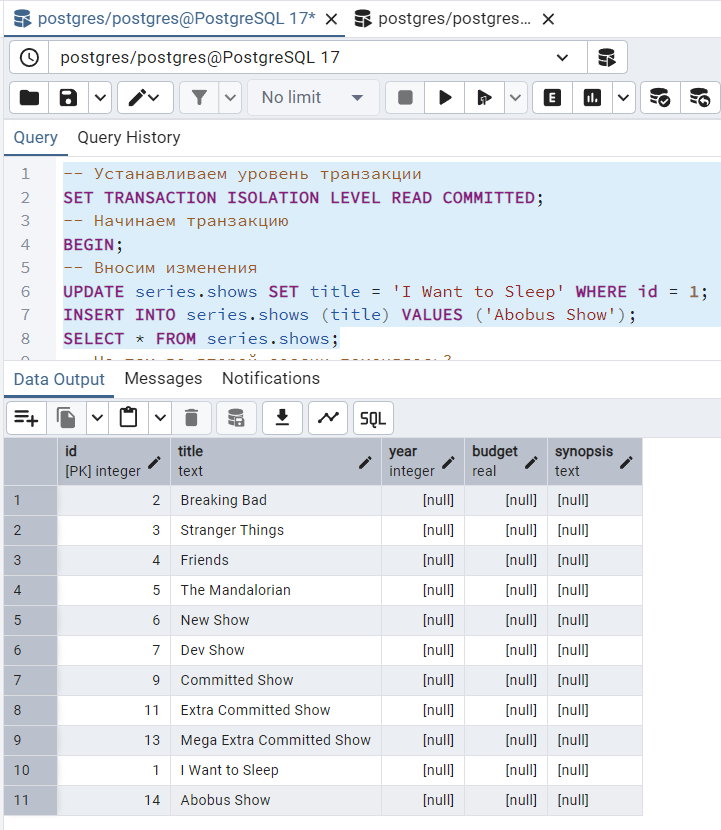 postgres/postgres@PostgreSQL 17* postgres/postgres...
postgres/postgres@PostgreSQL 17
No limit E
Query Query History
1 -- Устанавливаем уровень транзакции
2 SET TRANSACTION ISOLATION LEVEL READ COMMITTED;
3 -- Начинаем транзакцию
4 BEGIN;
5 -- Вносим изменения
6 UPDATE series.shows SET title = 'I Want to Sleep' WHERE id = 1;
7 INSERT INTO series.shows (title) VALUES ('Abobus Show');
8 SELECT * FROM series.shows;
Data Output Messages Notifications
SQL
id title year budget synopsis
[PK] integer text integer real text
1 2 Breaking Bad [null] [null] [null]
2 3 Stranger Things [null] [null] [null]
3 4 Friends [null] [null] [null]
4 5 The Mandalorian [null] [null] [null]
5 6 New Show [null] [null] [null]
6 7 Dev Show [null] [null] [null]
7 9 Committed Show [null] [null] [null]
8 11 Extra Committed Show [null] [null] [null]
9 13 Mega Extra Committed Show [null] [null] [null]
10 1 I Want to Sleep [null] [null] [null]
11 14 Abobus Show [null] [null] [null]